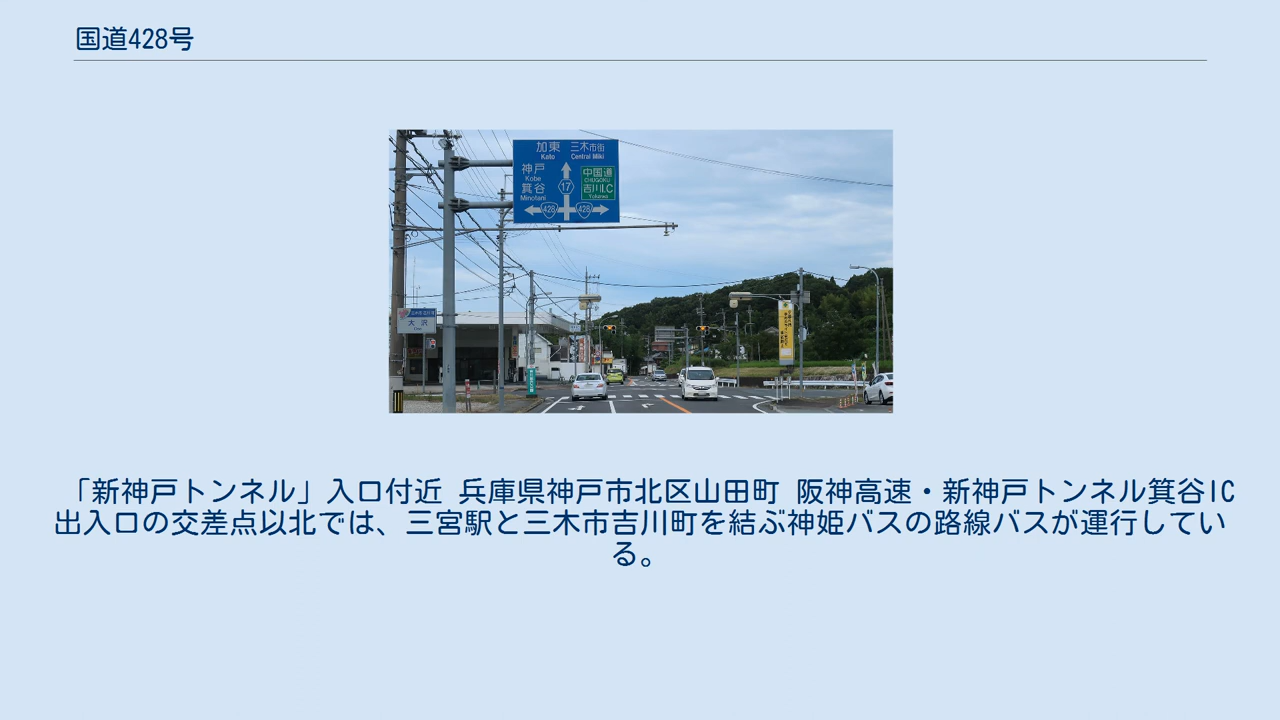 国道428号
加東 三木市街
Kato Central Miki
神戸
Kobe
中国道
CHUGOKU
箕谷
Minotani
17
吉川I.C
Yokawa
428 428
大沢
「新神戸トンネル」入口付近 兵庫県神戸市北区山田町 阪神高速・新神戸トンネル箕谷IC
出入口の交差点以北では、三宮駅と三木市吉川町を結ぶ神姫バスの路線バスが運行してい
る。